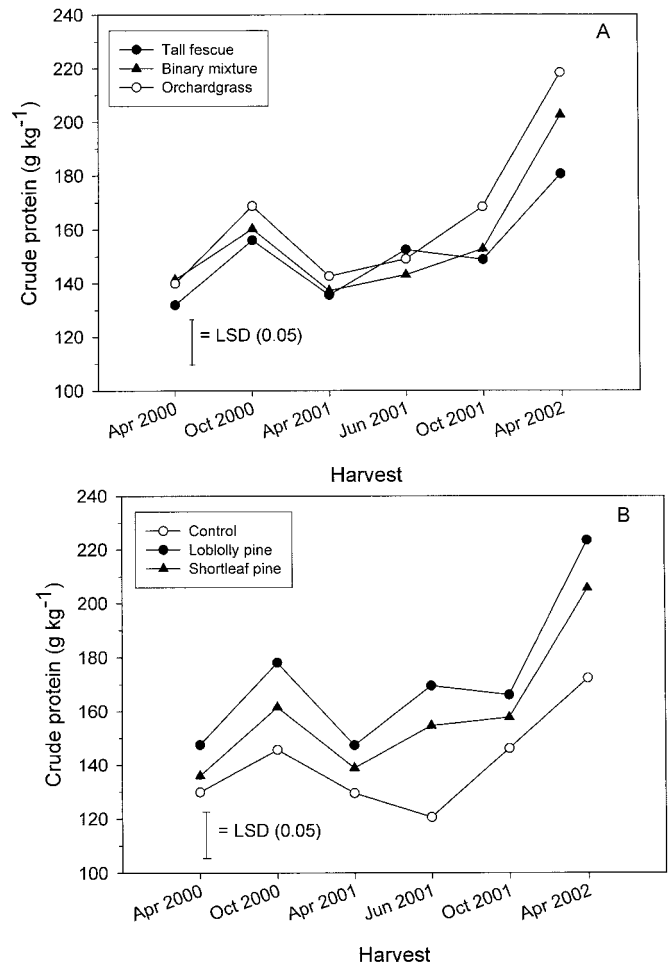 A
Tall fescue
Binary mixture
Orchardgrass
240
220
200
180
160
140
120
100
Crude protein (g kg⁻¹)
= LSD (0.05)
Apr 2000
Oct 2000
Apr 2001
Jun 2001
Oct 2001
Apr 2002
Harvest
B
Control
Loblolly pine
Shortleaf pine
240
220
200
180
160
140
120
100
Crude protein (g kg⁻¹)
= LSD (0.05)
Apr 2000
Oct 2000
Apr 2001
Jun 2001
Oct 2001
Apr 2002
Harvest